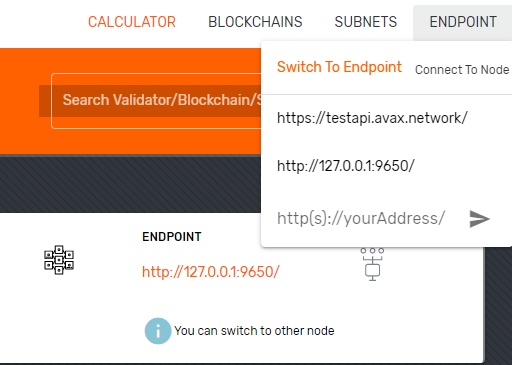 CALCULATOR BLOCKCHAINS SUBNETS ENDPOINT
Switch To Endpoint Connect To Node
Search Validator/Blockchain/S
https://testapi.avax.network/
http://127.0.0.1:9650/
http(s)://yourAddress/
ENDPOINT
http://127.0.0.1:9650/
i You can switch to other node